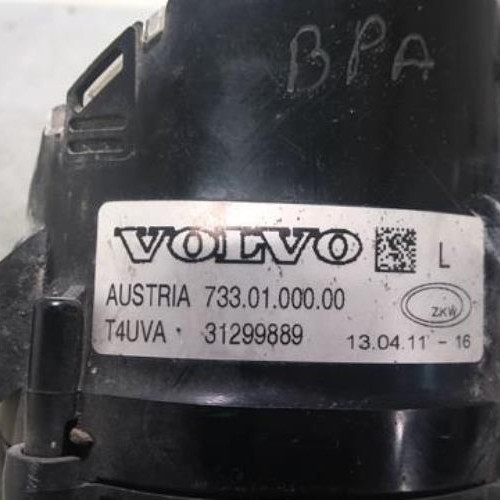 BPA
VOLVO L
AUSTRIA 733.01.000.00 ZKW
T4UVA · 31299889 13.04.11 - 16